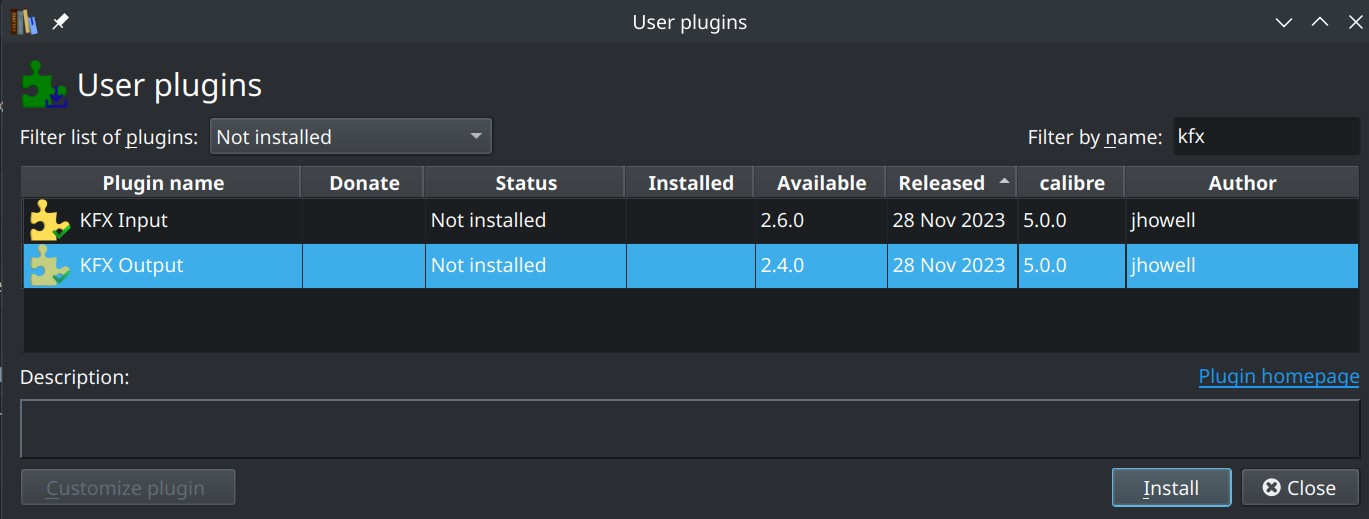 User plugins
User plugins
Filter list of plugins: Not installed Filter by name: kfx
Plugin name Donate Status Installed Available Released calibre Author
KFX Input Not installed 2.6.0 28 Nov 2023 5.0.0 jhowell
KFX Output Not installed 2.4.0 28 Nov 2023 5.0.0 jhowell
Description: Plugin homepage
Customize plugin Install Close